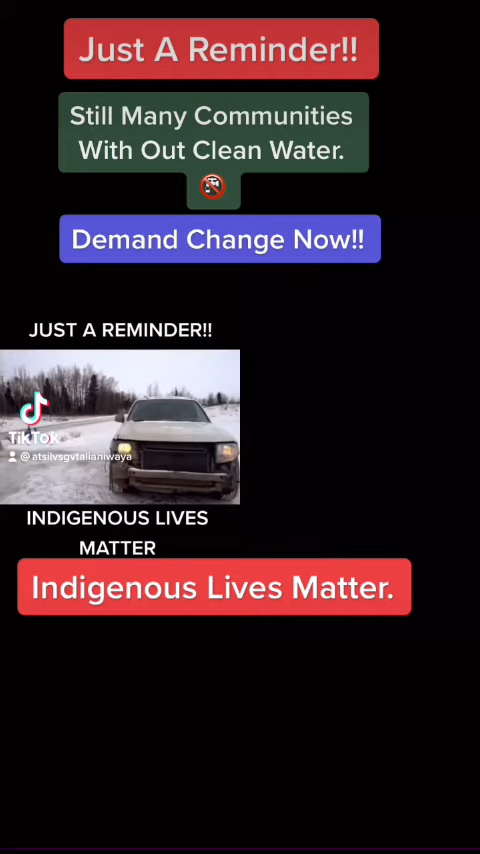 Just A Reminder!!
Still Many Communities
With Out Clean Water.
Demand Change Now!!
JUST A REMINDER!!
TikTok
@atsilvsgvtalianiwaya
INDIGENOUS LIVES
MATTER
Indigenous Lives Matter.